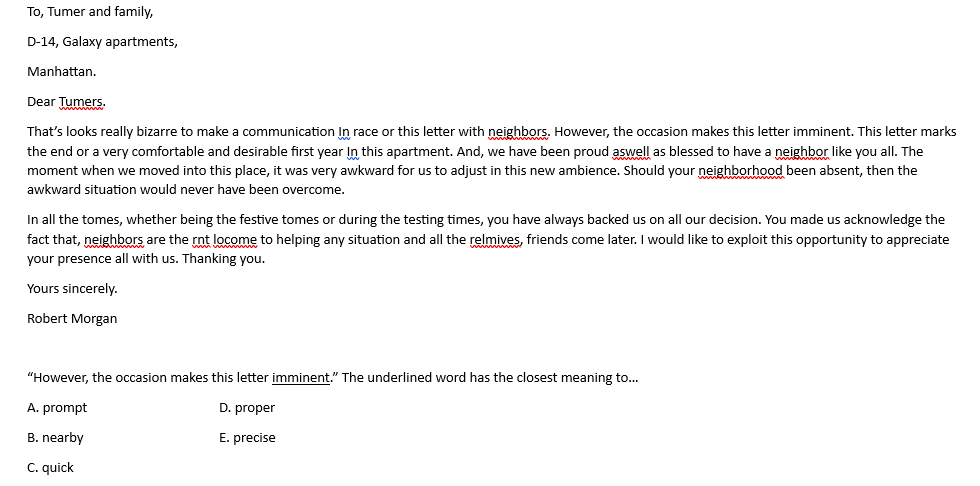 To, Tumer and family,
D-14, Galaxy apartments,
Manhattan.
Dear Tumers.
That's looks really bizarre to make a communication In race or this letter with neighbors. However, the occasion makes this letter imminent. This letter marks
the end or a very comfortable and desirable first year In this apartment. And, we have been proud aswell as blessed to have a neighbor like you all. The
moment when we moved into this place, it was very awkward for us to adjust in this new ambience. Should your neighborhood been absent, then the
awkward situation would never have been overcome.
In all the tomes, whether being the festive tomes or during the testing times, you have always backed us on all our decision. You made us acknowledge the
fact that, neighbors are the rnt locome to helping any situation and all the relmives, friends come later. I would like to exploit this opportunity to appreciate
your presence all with us. Thanking you.
Yours sincerely.
Robert Morgan
“However, the occasion makes this letter imminent.” The underlined word has the closest meaning to...
A. prompt D. proper
B. nearby E. precise
C. quick